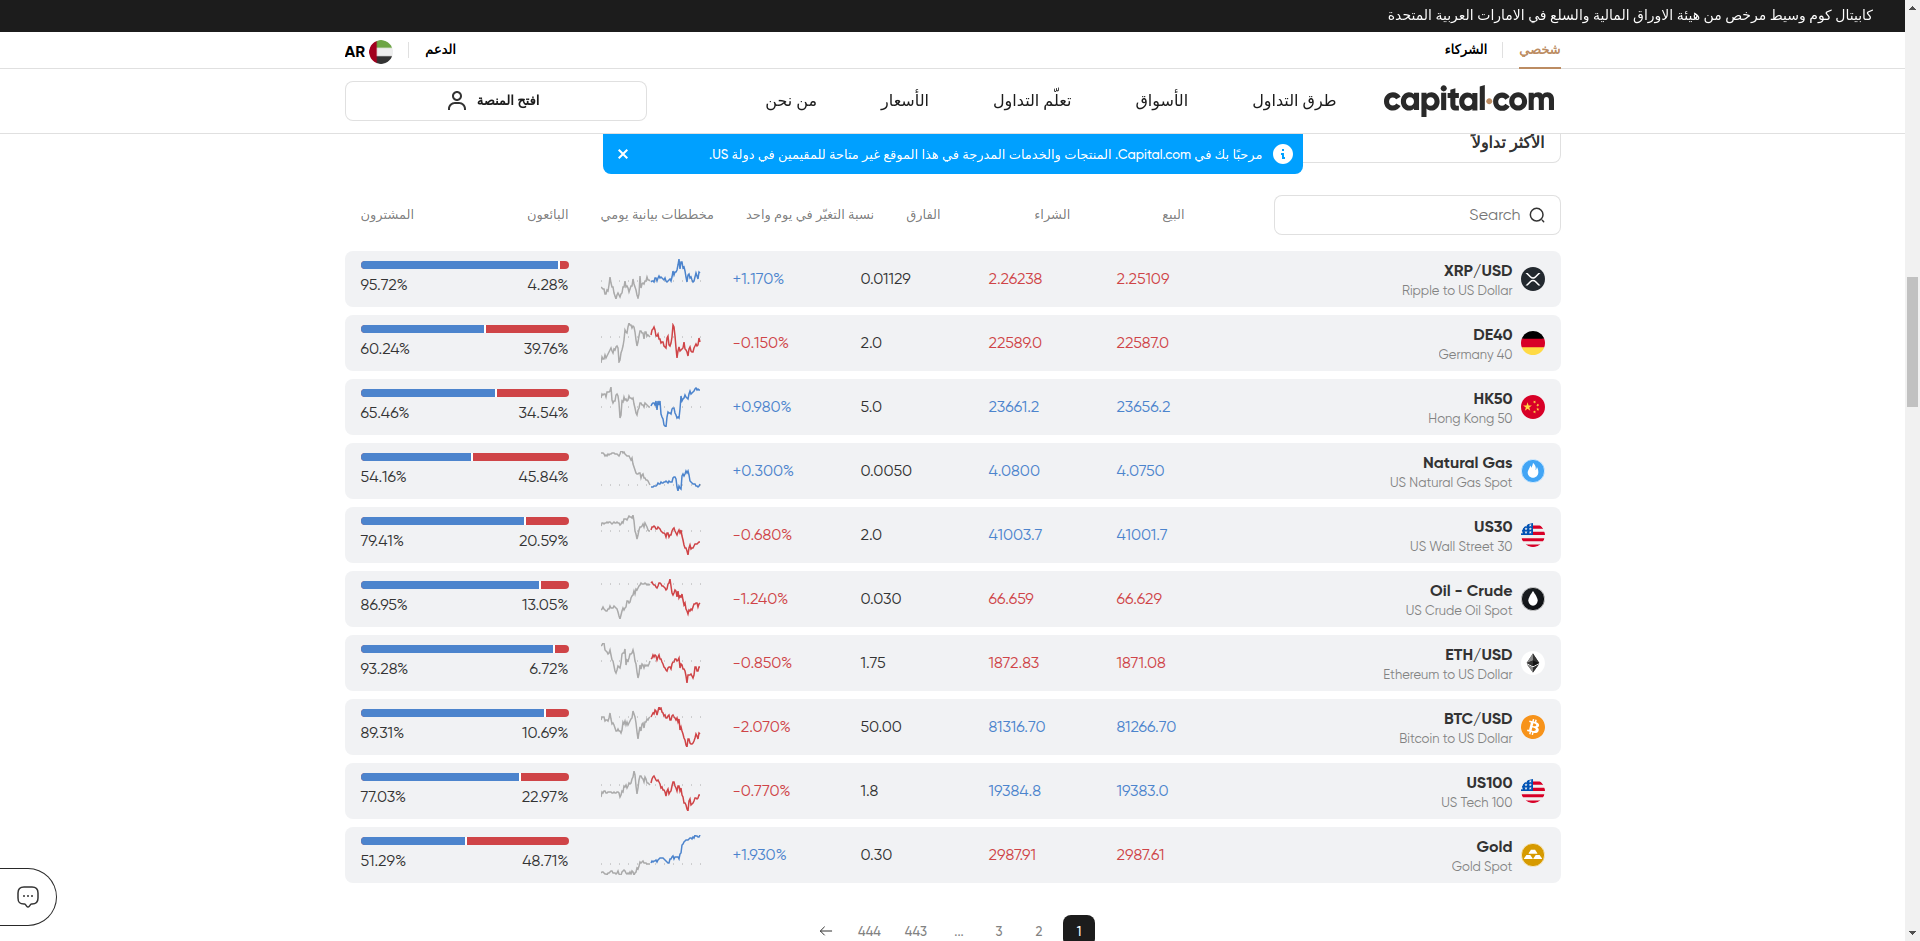 كابيتال كوم وسيط مرخص من هيئة الاوراق المالية والسلع في الامارات العربية المتحدة
شخصي
الشركاء
الدعم
AR
capital.com
طرق التداول
الأسواق
تعلّم التداول
الأسعار
من نحن
افتح المنصة
الأكثر تداولاً
مرحبًا بك في Capital.com. المنتجات والخدمات المدرجة في هذا الموقع غير متاحة للمقيمين في دولة US.
Search
البيع
الشراء
الفارق
نسبة التغيّر في يوم واحد
مخططات بيانية يومي
البائعون
المشترون
XRP/USD
Ripple to US Dollar
2.25109
2.26238
0.01129
+1.170%
4.28%
95.72%
DE40
Germany 40
22587.0
22589.0
2.0
-0.150%
39.76%
60.24%
HK50
Hong Kong 50
23656.2
23661.2
5.0
+0.980%
34.54%
65.46%
Natural Gas
US Natural Gas Spot
4.0750
4.0800
0.0050
+0.300%
45.84%
54.16%
US30
US Wall Street 30
41001.7
41003.7
2.0
-0.680%
20.59%
79.41%
Oil - Crude
US Crude Oil Spot
66.629
66.659
0.030
-1.240%
13.05%
86.95%
ETH/USD
Ethereum to US Dollar
1871.08
1872.83
1.75
-0.850%
6.72%
93.28%
BTC/USD
Bitcoin to US Dollar
81266.70
81316.70
50.00
-2.070%
10.69%
89.31%
US100
US Tech 100
19383.0
19384.8
1.8
-0.770%
22.97%
77.03%
Gold
Gold Spot
2987.61
2987.91
0.30
+1.930%
48.71%
51.29%
1
2
3
...
443
444